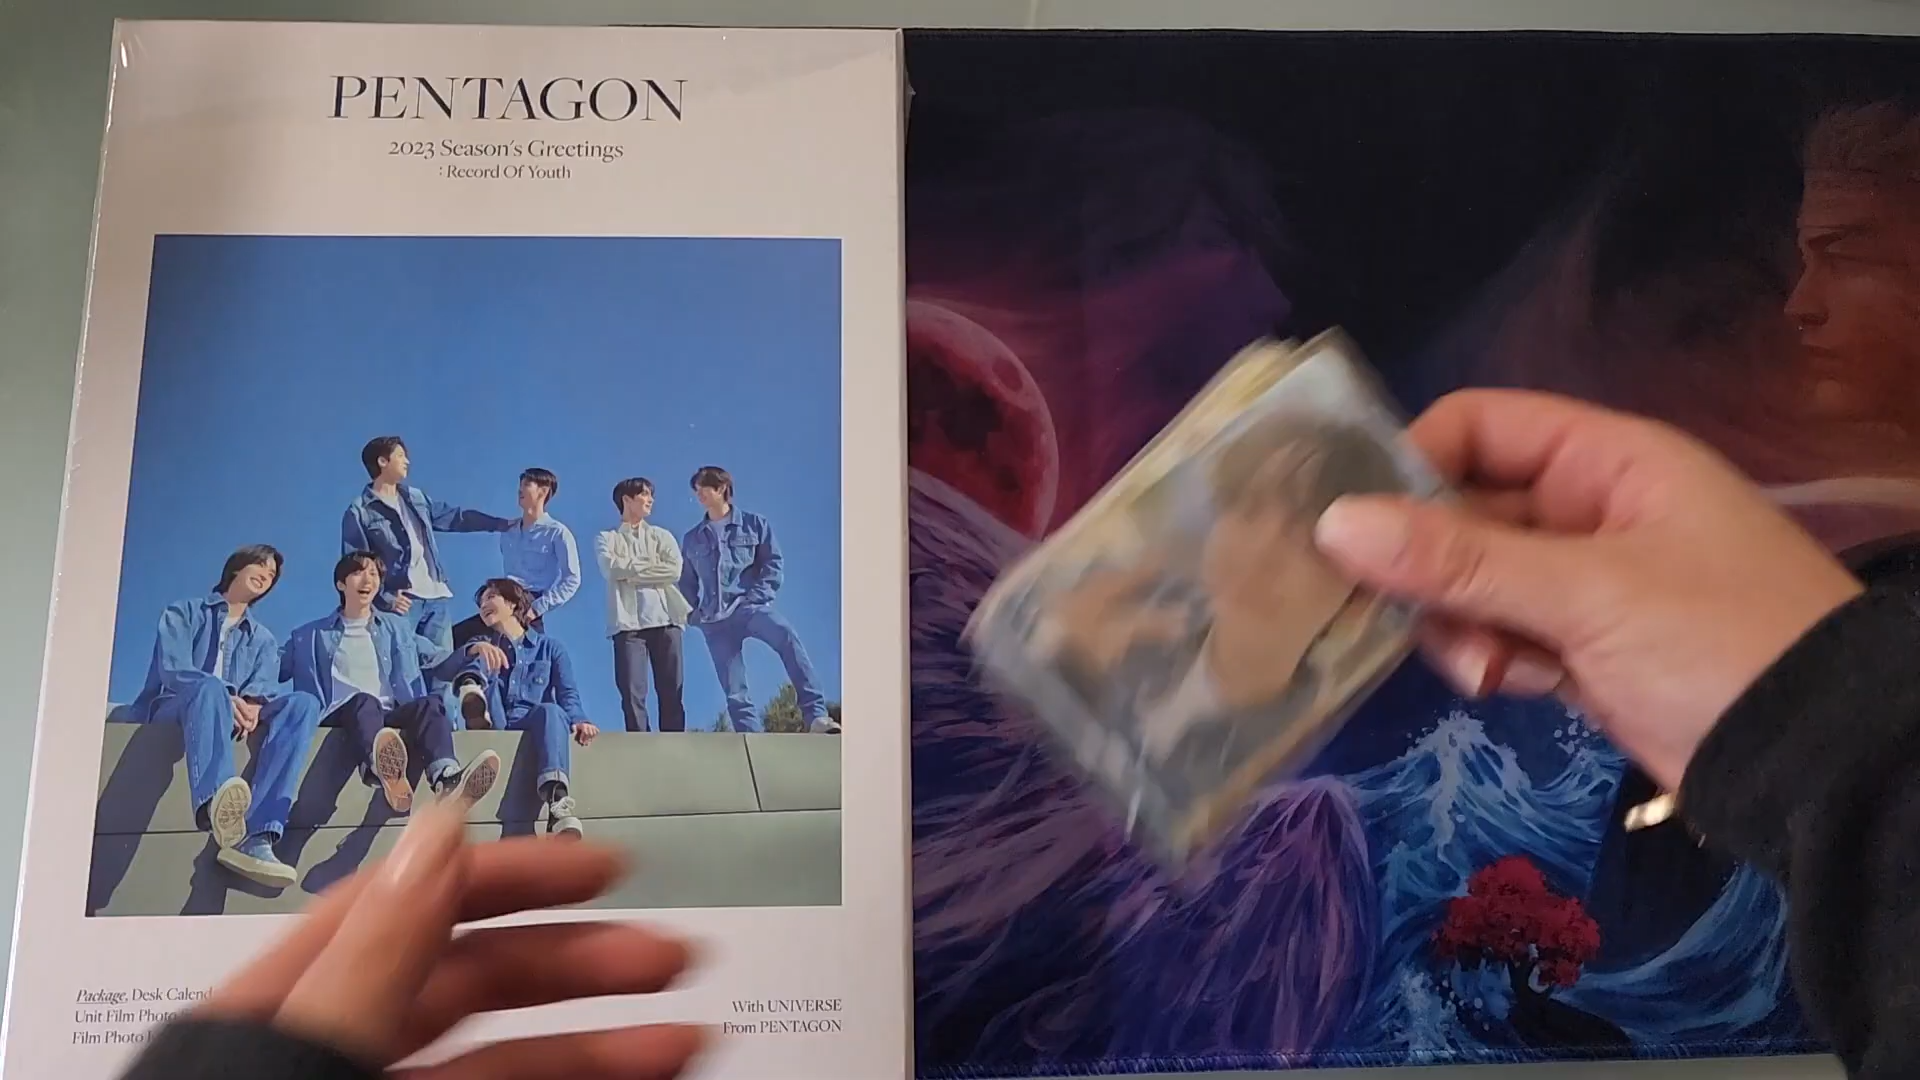 PENTAGON
2023 Season's Greetings
: Record Of Youth
Package, Desk Calend
Unit Film Photo
Film Photo
With UNIVERSE
From PENTAGON